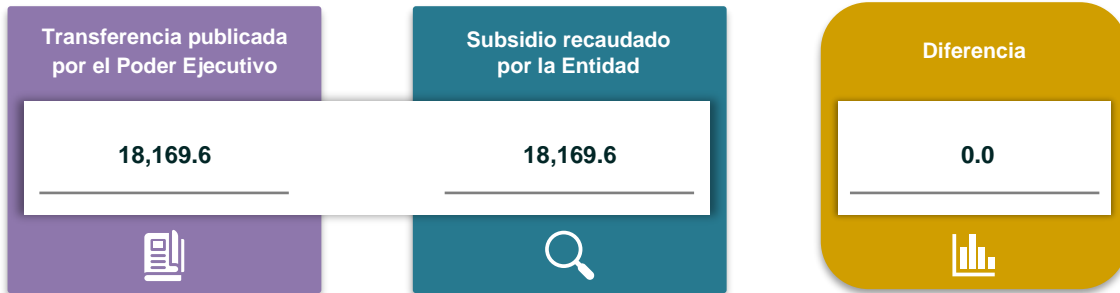 Transferencia publicada
por el Poder Ejecutivo
18,169.6
Subsidio recaudado
por la Entidad
18,169.6
Diferencia
0.0